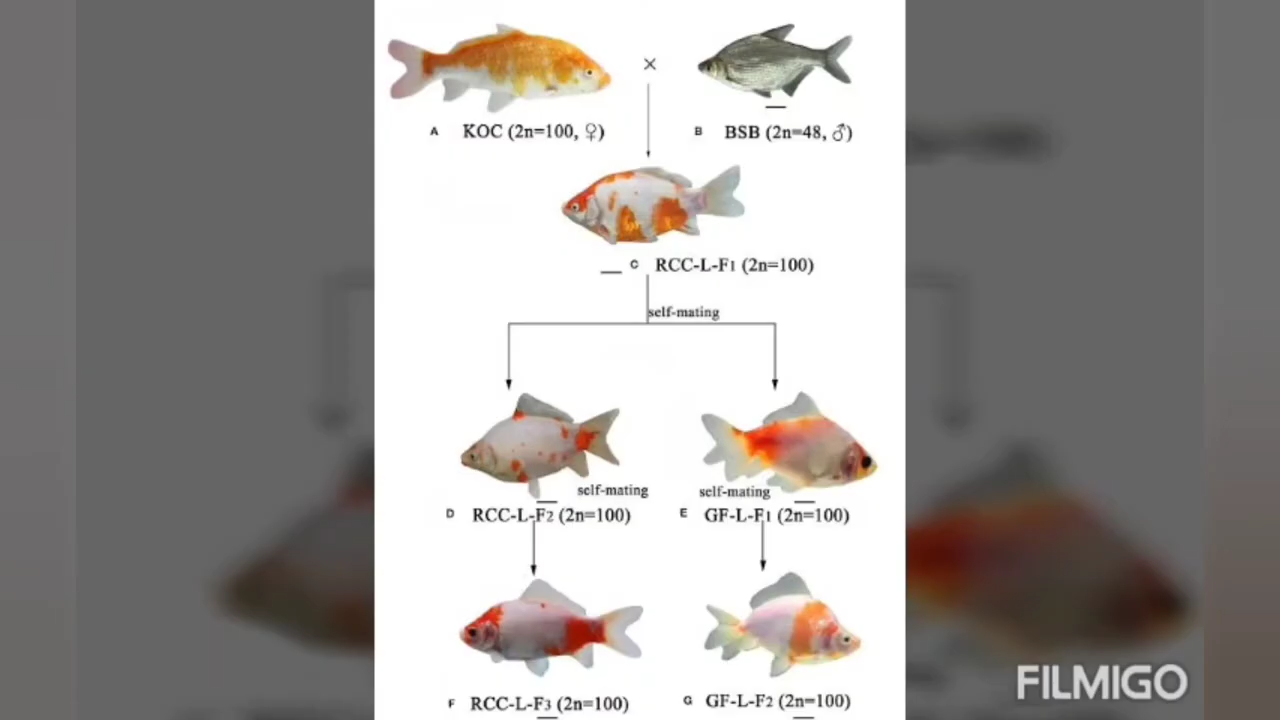 ×
A KOC (2n=100, ♀)
B BSB (2n=48, ♂)
C RCC-L-F1 (2n=100)
self-mating
self-mating
self-mating
D RCC-L-F2 (2n=100)
E GF-L-F1 (2n=100)
F RCC-L-F3 (2n=100)
G GF-L-F2 (2n=100)
FILMIGO